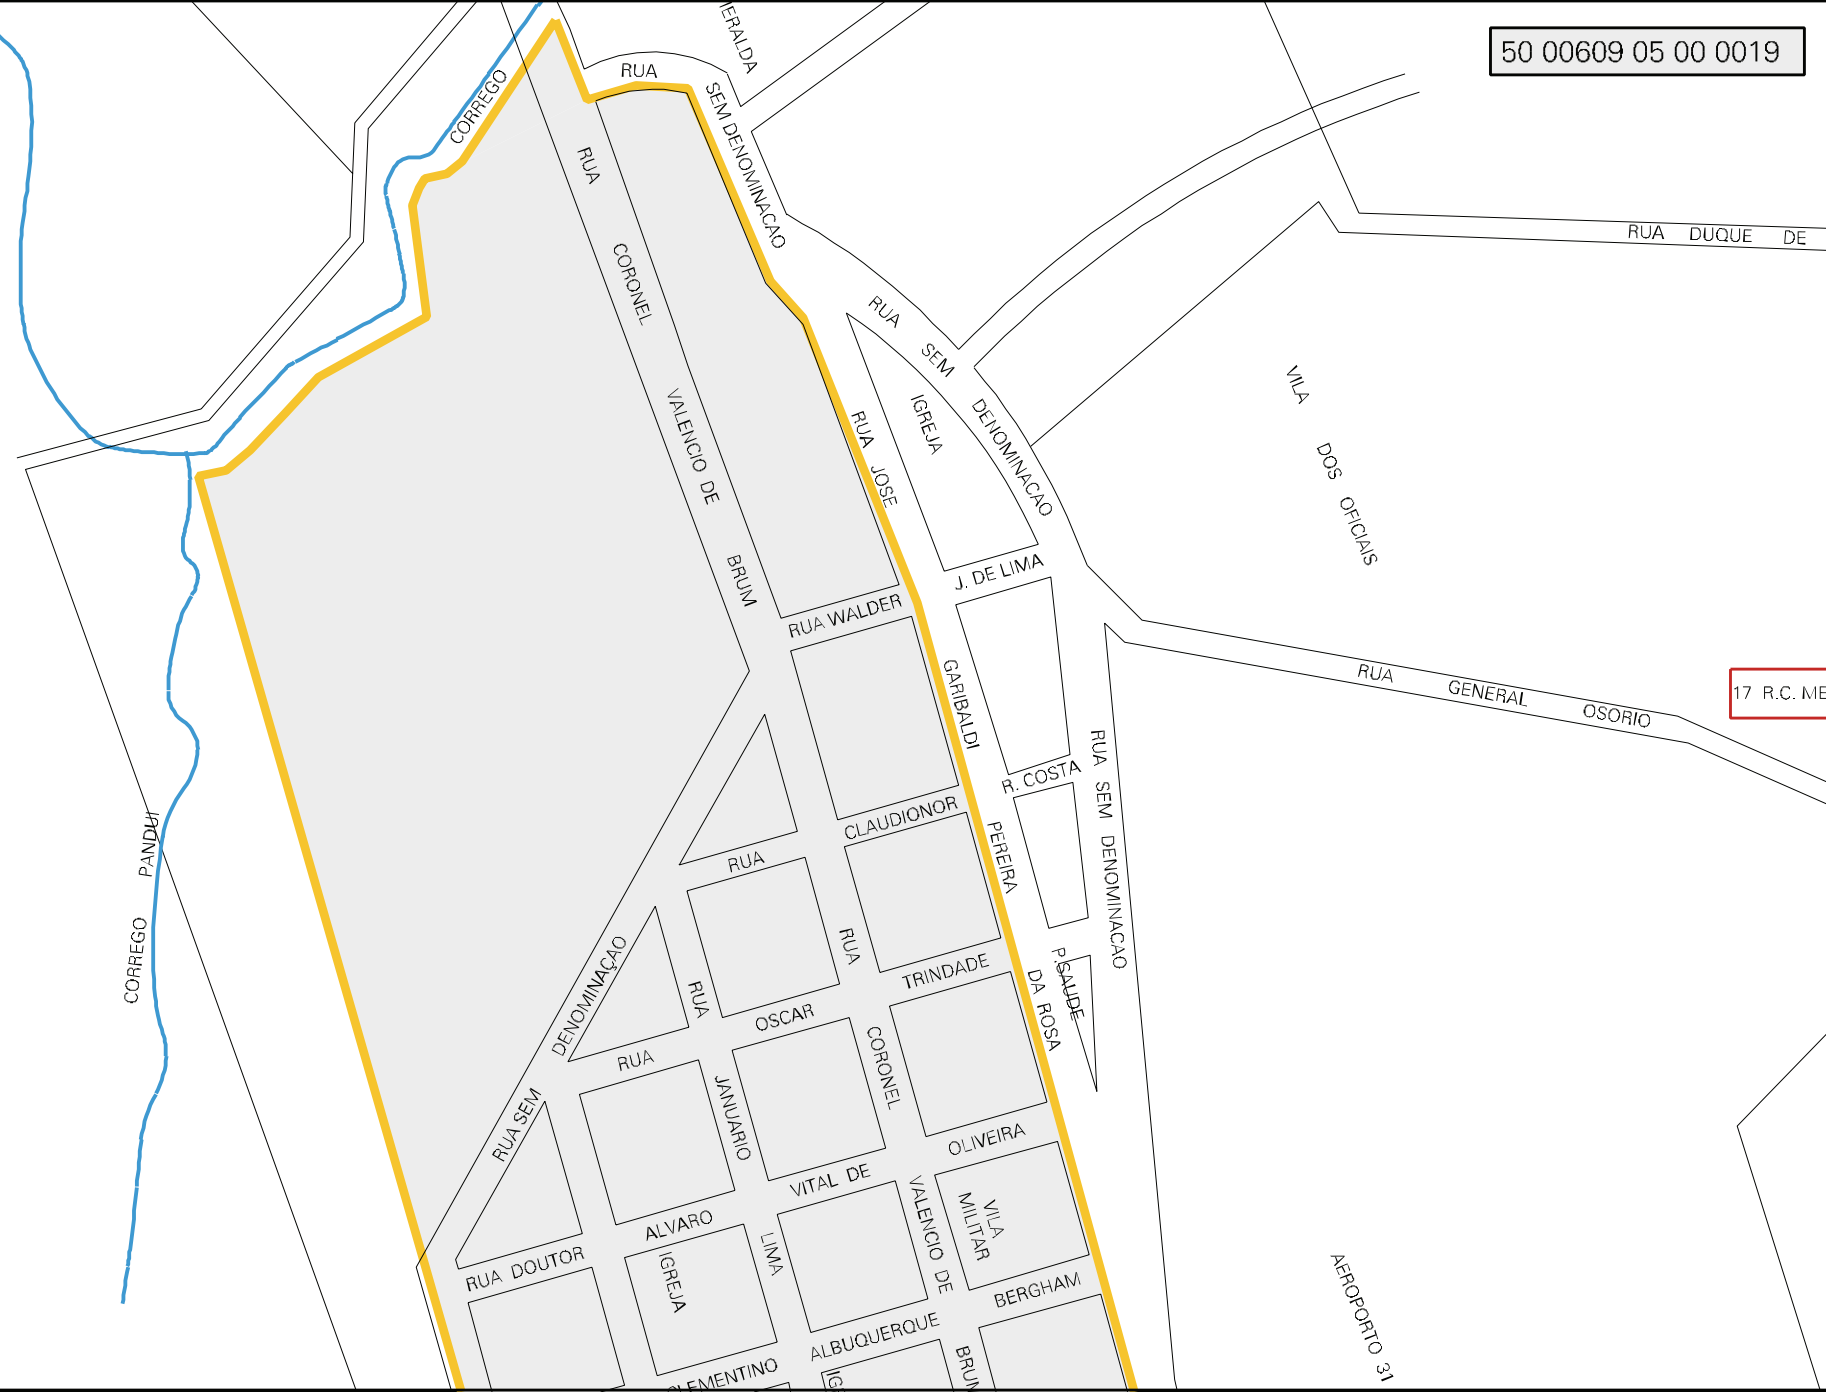 50 00609 05 00 0019
RUA
SEM DENOMINACAO
CORREGO
RUA
CORONEL
VALENCIO DE
BRUM
RUA DUQUE DE
RUA
SEM
DENOMINACAO
IGREJA
VILA
DOS OFICIAIS
RUA JOSE
GARIBALDI
PEREIRA
DA ROSA
J. DE LIMA
RUA WALDER
R. COSTA
RUA
GENERAL
OSORIO
17 R.C.
RUA SEM DENOMINACAO
CORREGO PANDUI
RUA
CLAUDIONOR
P.SAUDE
RUA
OSCAR
TRINDADE
RUA SEM
DENOMINAÇAO
RUA
JANUARIO
LIMA
RUA
CORONEL
VALENCIO DE
BRUM
RUA DOUTOR
ALVARO
VITAL DE
OLIVEIRA
VILA
MILITAR
IGREJA
CLEMENTINO
ALBUQUERQUE
BERGHAM
AEROPORTO 31